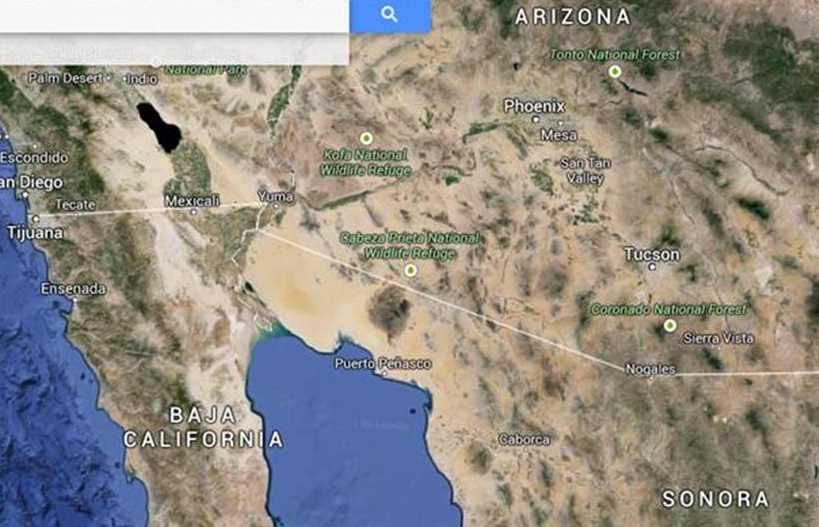 ARIZONA
Tonto National Forest
National Park
Palm Desert
Indio
Phoenix
Mesa
Kofa National
Wildlife Refuge
San Tan
Valley
Escondido
an Diego
Tecate
Mexicali
Yuma
Tijuana
Cabeza Prieta National
Wildlife Refuge
Tucson
Ensenada
Coronado National Forest
Sierra Vista
Puerto Peñasco
Nogales
BAJA
CALIFORNIA
Caborca
SONORA